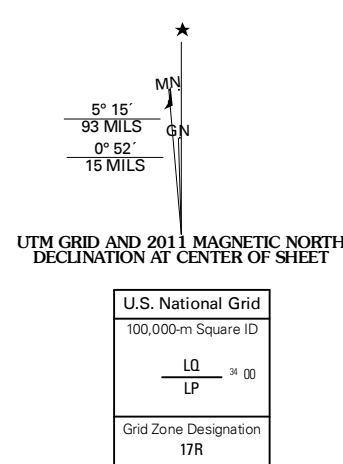 MN
5° 15´
93 MILS
GN
0° 52´
15 MILS
UTM GRID AND 2011 MAGNETIC NORTH
DECLINATION AT CENTER OF SHEET
U.S. National Grid
100,000-m Square ID
LQ
34 00
LP
Grid Zone Designation
17R